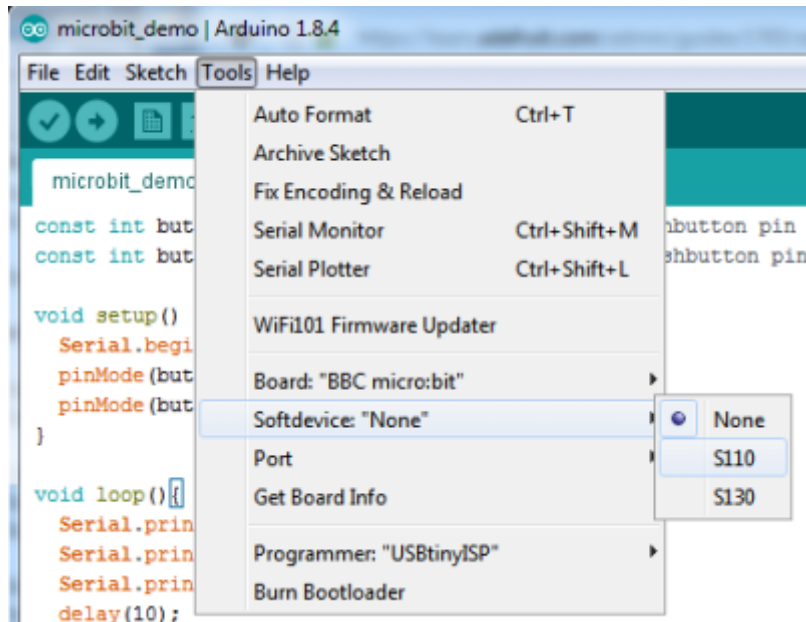 microbit_demo | Arduino 1.8.4
File Edit Sketch Tools Help
Auto Format Ctrl+T
Archive Sketch
microbit_demo
Fix Encoding & Reload
const int but
Serial Monitor Ctrl+Shift+M
button pin
const int but
Serial Plotter Ctrl+Shift+L
shbutton pin
void setup()
WiFi101 Firmware Updater
Serial.begi
pinMode(but
Board: "BBC micro:bit"
pinMode(but
Softdevice: "None"
None
}
Port
S110
void loop(){
Get Board Info
S130
Serial.prin
Serial.prin
Programmer: "USBtinyISP"
Serial.prin
Burn Bootloader
delay(10);